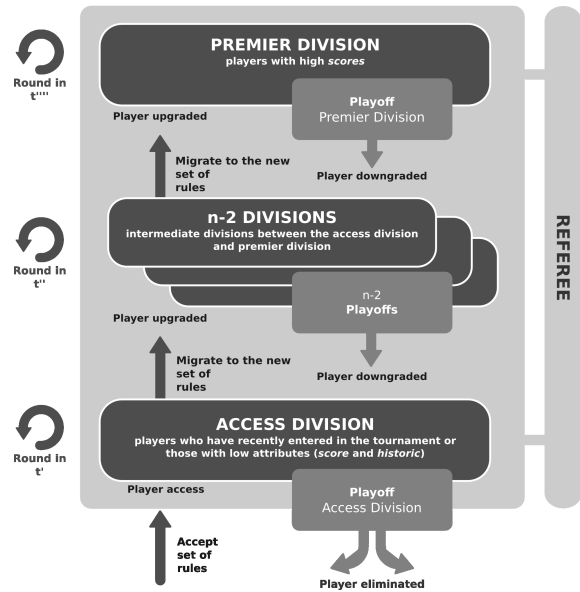 PREMIER DIVISION
players with high scores
Round in
t''''
Playoff
Premier Division
Player upgraded
Migrate to the new
set of
rules
Player downgraded
n-2 DIVISIONS
intermediate divisions between the access division
and premier division
REFEREE
Round in
t''
n-2
Playoffs
Player upgraded
Migrate to the new
set of
rules
Player downgraded
ACCESS DIVISION
players who have recently entered in the tournament or
those with low attributes (score and historic)
Round in
t'
Player access
Playoff
Access Division
Accept
set of
rules
Player eliminated